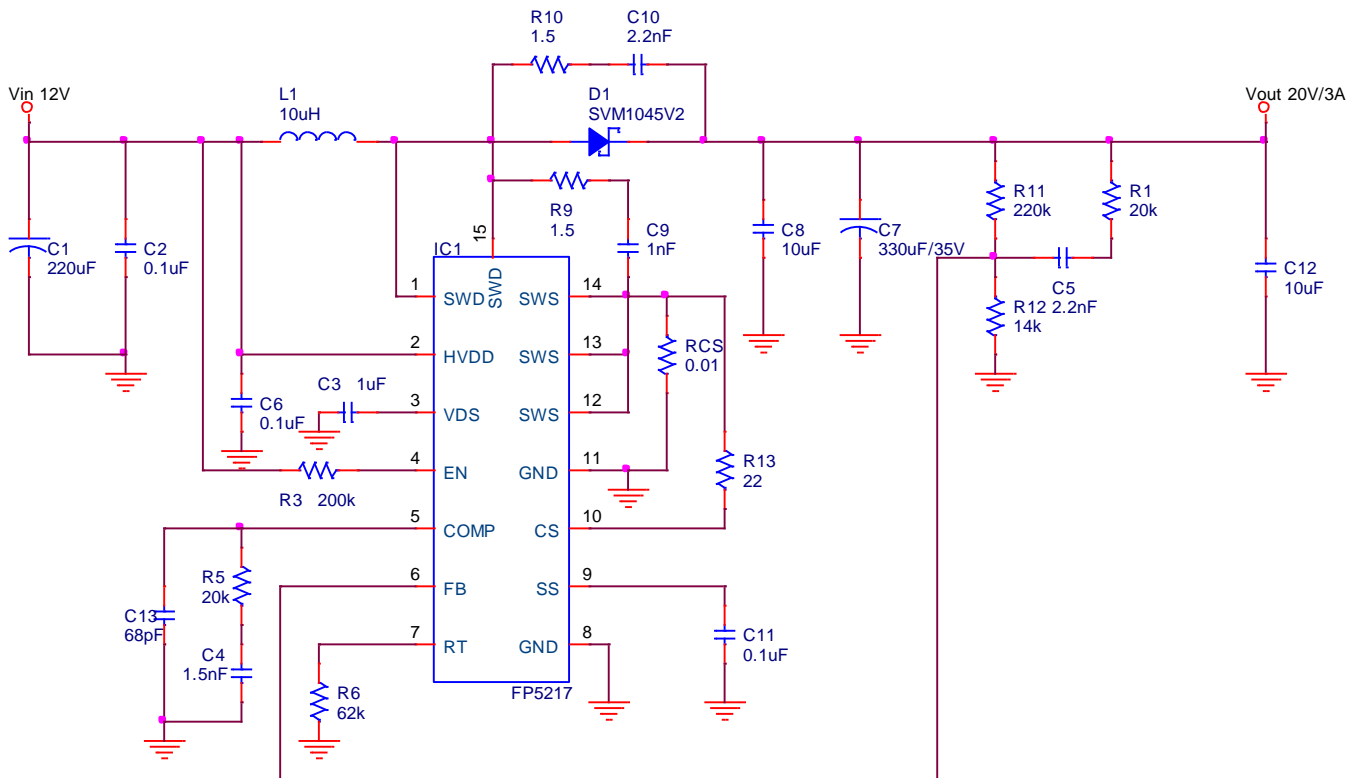 R10
1.5
C10
2.2nF
Vin 12V
L1
10uH
D1
SVM1045V2
Vout 20V/3A
R9
1.5
C9
1nF
C1
220uF
C2
0.1uF
C8
10uF
C7
330uF/35V
R11
220k
R1
20k
C5
2.2nF
R12
14k
C12
10uF
IC1
15
SWD
1
SWD
SWS
14
2
HVDD
SWS
13
RCS
0.01
C3 1uF
3
VDS
SWS
12
C6
0.1uF
4
EN
GND
11
R3 200k
R13
22
5
COMP
CS
10
R5
20k
6
FB
SS
9
C13
68pF
C4
1.5nF
7
RT
GND
8
C11
0.1uF
R6
62k
FP5217